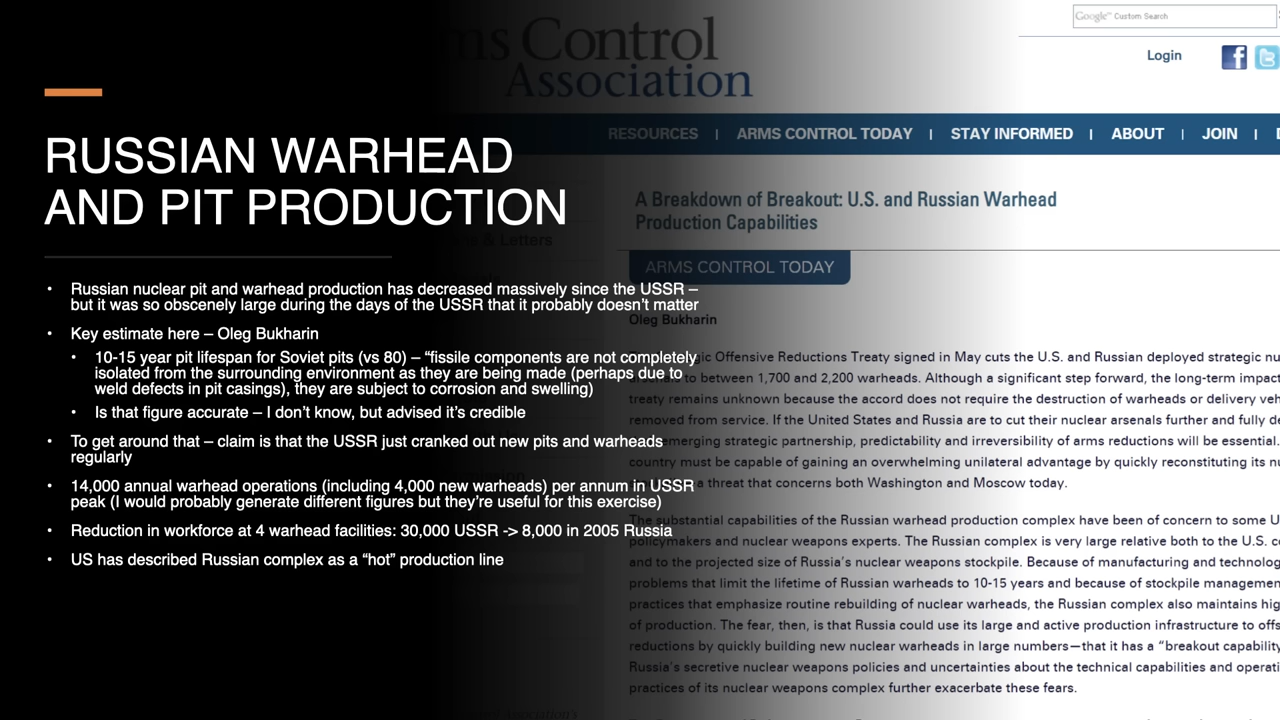 ms Control
Association
Google™ Custom Search
Login
RESOURCES | ARMS CONTROL TODAY | STAY INFORMED | ABOUT | JOIN |
RUSSIAN WARHEAD
AND PIT PRODUCTION
& Letters
• Russian nuclear pit and warhead production has decreased massively since the USSR –
but it was so obscenely large during the days of the USSR that it probably doesn't matter
• Key estimate here – Oleg Bukharin
• 10-15 year pit lifespan for Soviet pits (vs 80) – “fissile components are not completely
isolated from the surrounding environment as they are being made (perhaps due to
weld defects in pit casings), they are subject to corrosion and swelling)
• Is that figure accurate – I don't know, but advised it's credible
• To get around that – claim is that the USSR just cranked out new pits and warheads
regularly
• 14,000 annual warhead operations (including 4,000 new warheads) per annum in USSR
peak (I would probably generate different figures but they're useful for this exercise)
• Reduction in workforce at 4 warhead facilities: 30,000 USSR -> 8,000 in 2005 Russia
• US has described Russian complex as a “hot” production line
A Breakdown of Breakout: U.S. and Russian Warhead
Production Capabilities
ARMS CONTROL TODAY
Oleg Bukharin
gic Offensive Reductions Treaty signed in May cuts the U.S. and Russian deployed strategic nu
to between 1,700 and 2,200 warheads. Although a significant step forward, the long-term impact
treaty remains unknown because the accord does not require the destruction of warheads or delivery veh
removed from service. If the United States and Russia are to cut their nuclear arsenals further and fully de
emerging strategic partnership, predictability and irreversibility of arms reductions will be essential.
country must be capable of gaining an overwhelming unilateral advantage by quickly reconstituting its nu
a threat that concerns both Washington and Moscow today.
The substantial capabilities of the Russian warhead production complex have been of concern to some U
policymakers and nuclear weapons experts. The Russian complex is very large relative both to the U.S. co
and to the projected size of Russia's nuclear weapons stockpile. Because of manufacturing and technolog
problems that limit the lifetime of Russian warheads to 10-15 years and because of stockpile managemen
practices that emphasize routine rebuilding of nuclear warheads, the Russian complex also maintains hig
of production. The fear, then, is that Russia could use its large and active production infrastructure to offs
reductions by quickly building new nuclear warheads in large numbers—that it has a “breakout capability
Russia's secretive nuclear weapons policies and uncertainties about the technical capabilities and operati
practices of its nuclear weapons complex further exacerbate these fears.